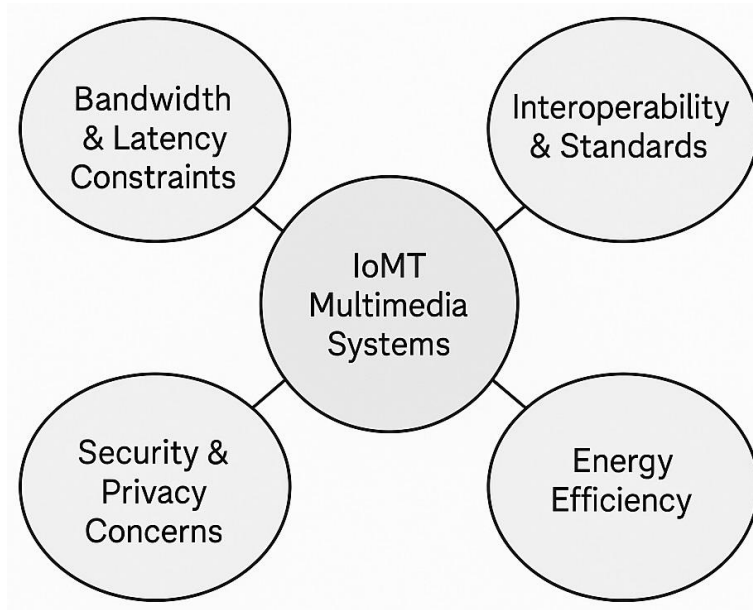 Bandwidth
& Latency
Constraints
Interoperability
& Standards
IoMT
Multimedia
Systems
Security &
Privacy
Concerns
Energy
Efficiency